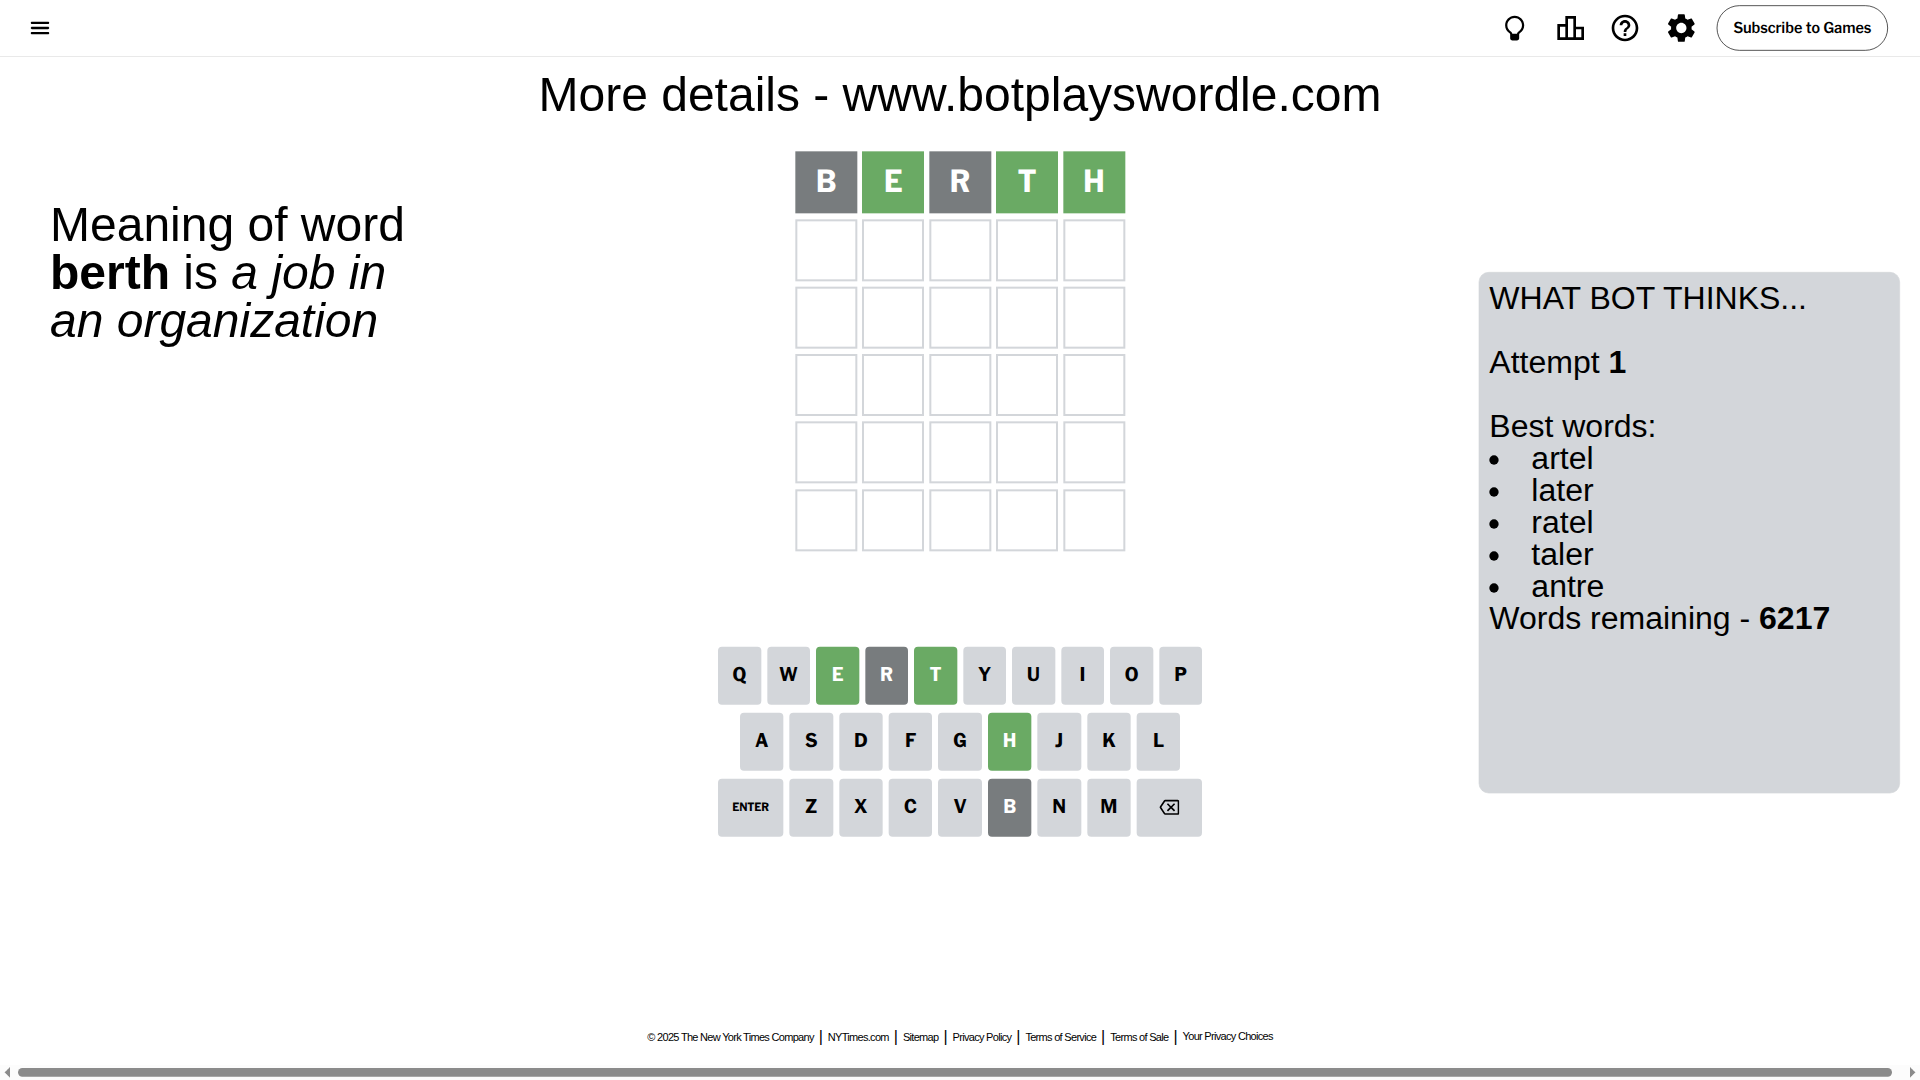 Subscribe to Games
More details - www.botplayswordle.com
BERTH
Meaning of word
berth is a job in
an organization
WHAT BOT THINKS...
Attempt 1
Best words:
• artel
• later
• ratel
• taler
• antre
Words remaining - 6217
Q W E R T Y U I O P
A S D F G H J K L
ENTER Z X C V B N M
© 2025 The New York Times Company | NYTimes.com | Sitemap | Privacy Policy | Terms of Service | Terms of Sale | Your Privacy Choices